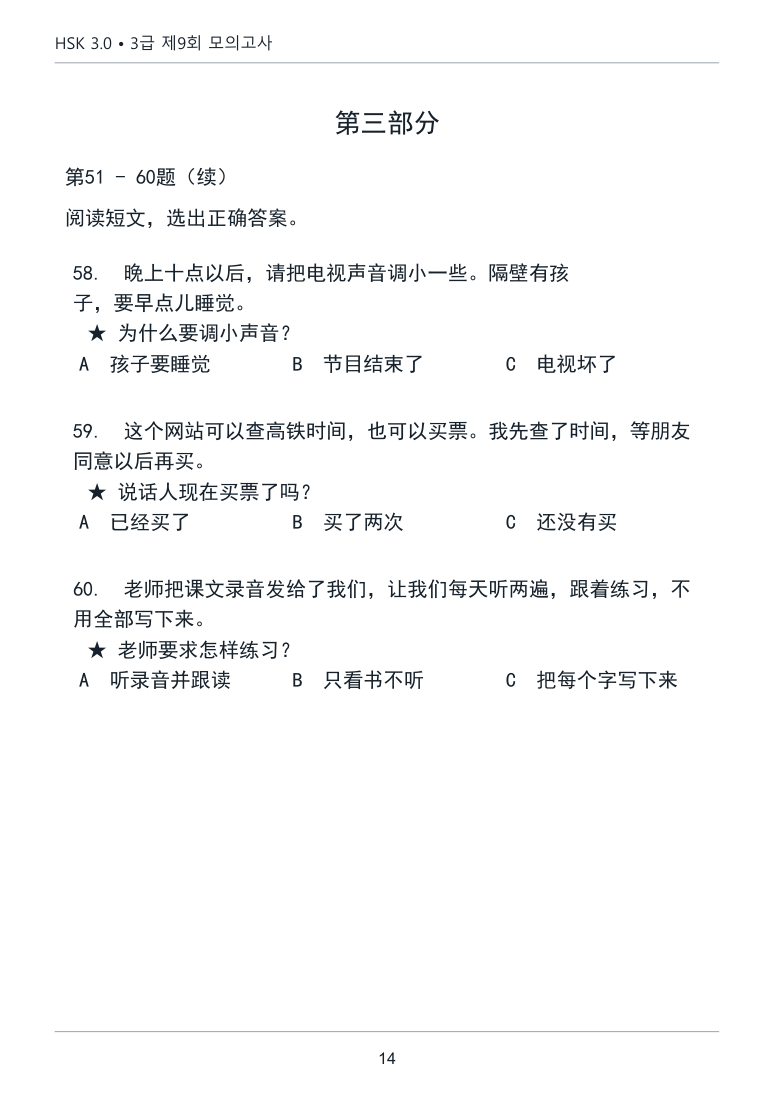 HSK 3.0 • 3급 제9회 모의고사
第三部分
第51 – 60题（续）
阅读短文，选出正确答案。
58. 晚上十点以后，请把电视声音调小一些。隔壁有孩
子，要早点儿睡觉。
★ 为什么要调小声音？
A 孩子要睡觉 B 节目结束了 C 电视坏了
59. 这个网站可以查高铁时间，也可以买票。我先查了时间，等朋友
同意以后再买。
★ 说话人现在买票了吗？
A 已经买了 B 买了两次 C 还没有买
60. 老师把课文录音发给了我们，让我们每天听两遍，跟着练习，不
用全部写下来。
★ 老师要求怎样练习？
A 听录音并跟读 B 只看书不听 C 把每个字写下来
14